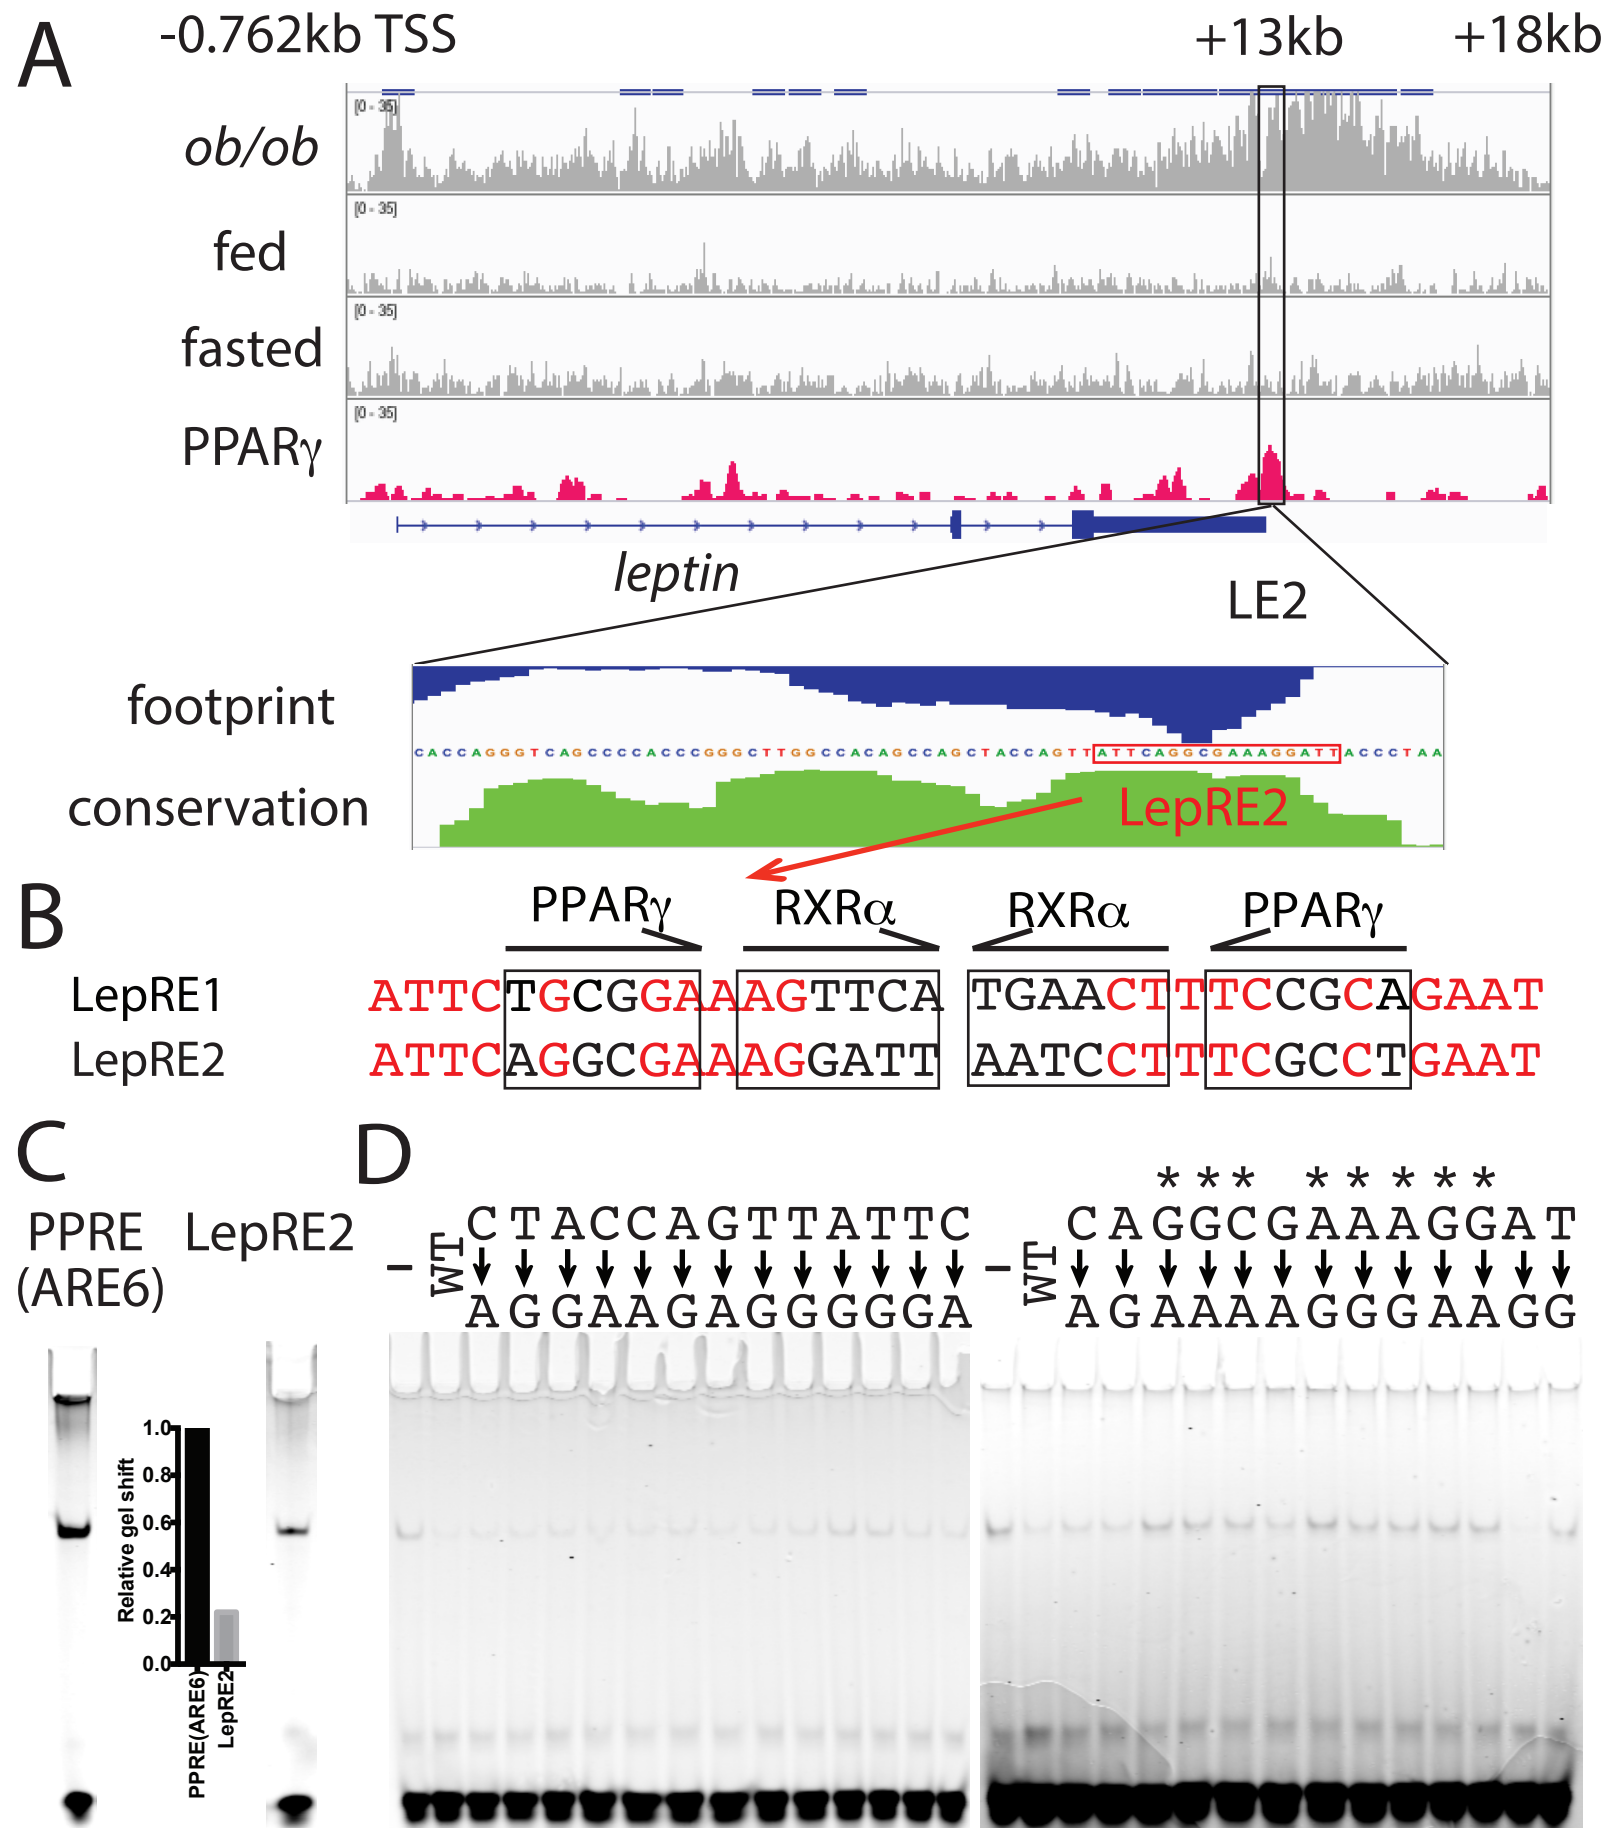 A
-0.762kb TSS
+13kb
+18kb
ob/ob
[0 - 35]
fed
[0 - 35]
fasted
[0 - 35]
PPARγ
[0 - 35]
leptin
LE2
footprint
CACCAGGGTCAGCCCCACCCGGGCTTGGCCACAGCCAGCTACCAGTTATTCAGGCGAAAGGATTACCCTAA
conservation
LepRE2
B
PPARγ RXRα RXRα PPARγ
LepRE1 ATTCTGCGGAAAGTTCA TGAACTTTCCGCAGAAT
LepRE2 ATTCAGGCGAAAGGATT AATCCTTTCGCCTGAAT
C
PPRE
(ARE6)
LepRE2
Relative gel shift
1.0
0.8
0.6
0.4
0.2
0.0
PPRE(ARE6)
LepRE2
D
– WT CTACCAGTTATTC
AGGAAGAGGGGGA
* * * * * * * *
– WT CAGGCGAAAGGAT
AGAAAAGGGAAGG